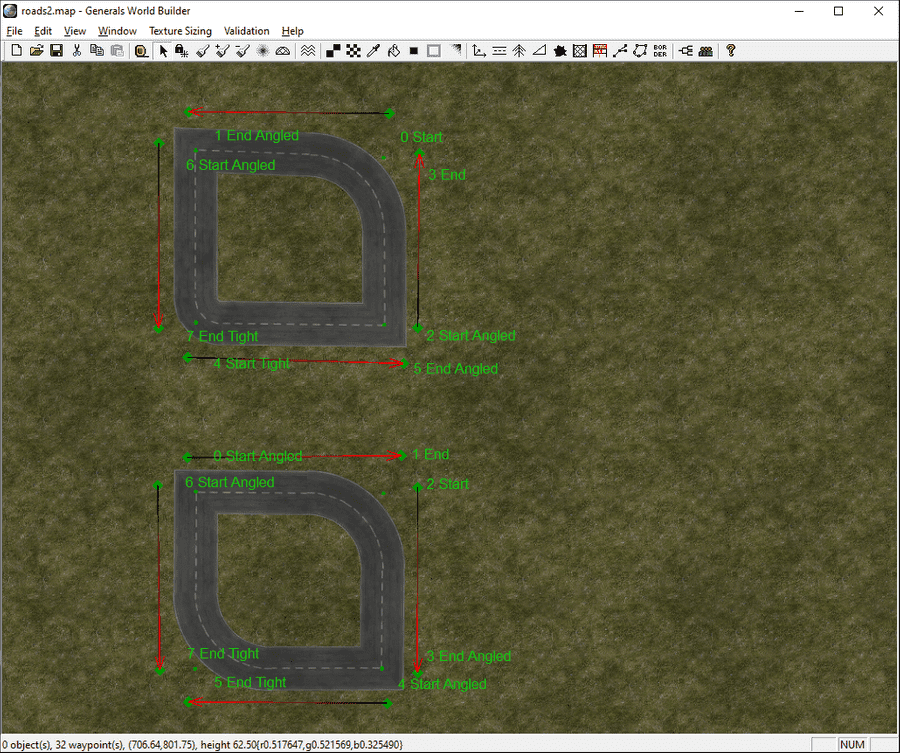 roads2.map - Generals World Builder
File Edit View Window Texture Sizing Validation Help
BOR
DER
1 End Angled
0 Start
6 Start Angled
3 End
7 End Tight
2 Start Angled
4 Start Tight
5 End Angled
0 Start Angled
1 End
6 Start Angled
2 Start
7 End Tight
3 End Angled
5 End Tight
4 Start Angled
0 object(s), 32 waypoint(s), (706.64,801.75), height 62.50{r0.517647,g0.521569,b0.325490}
NUM